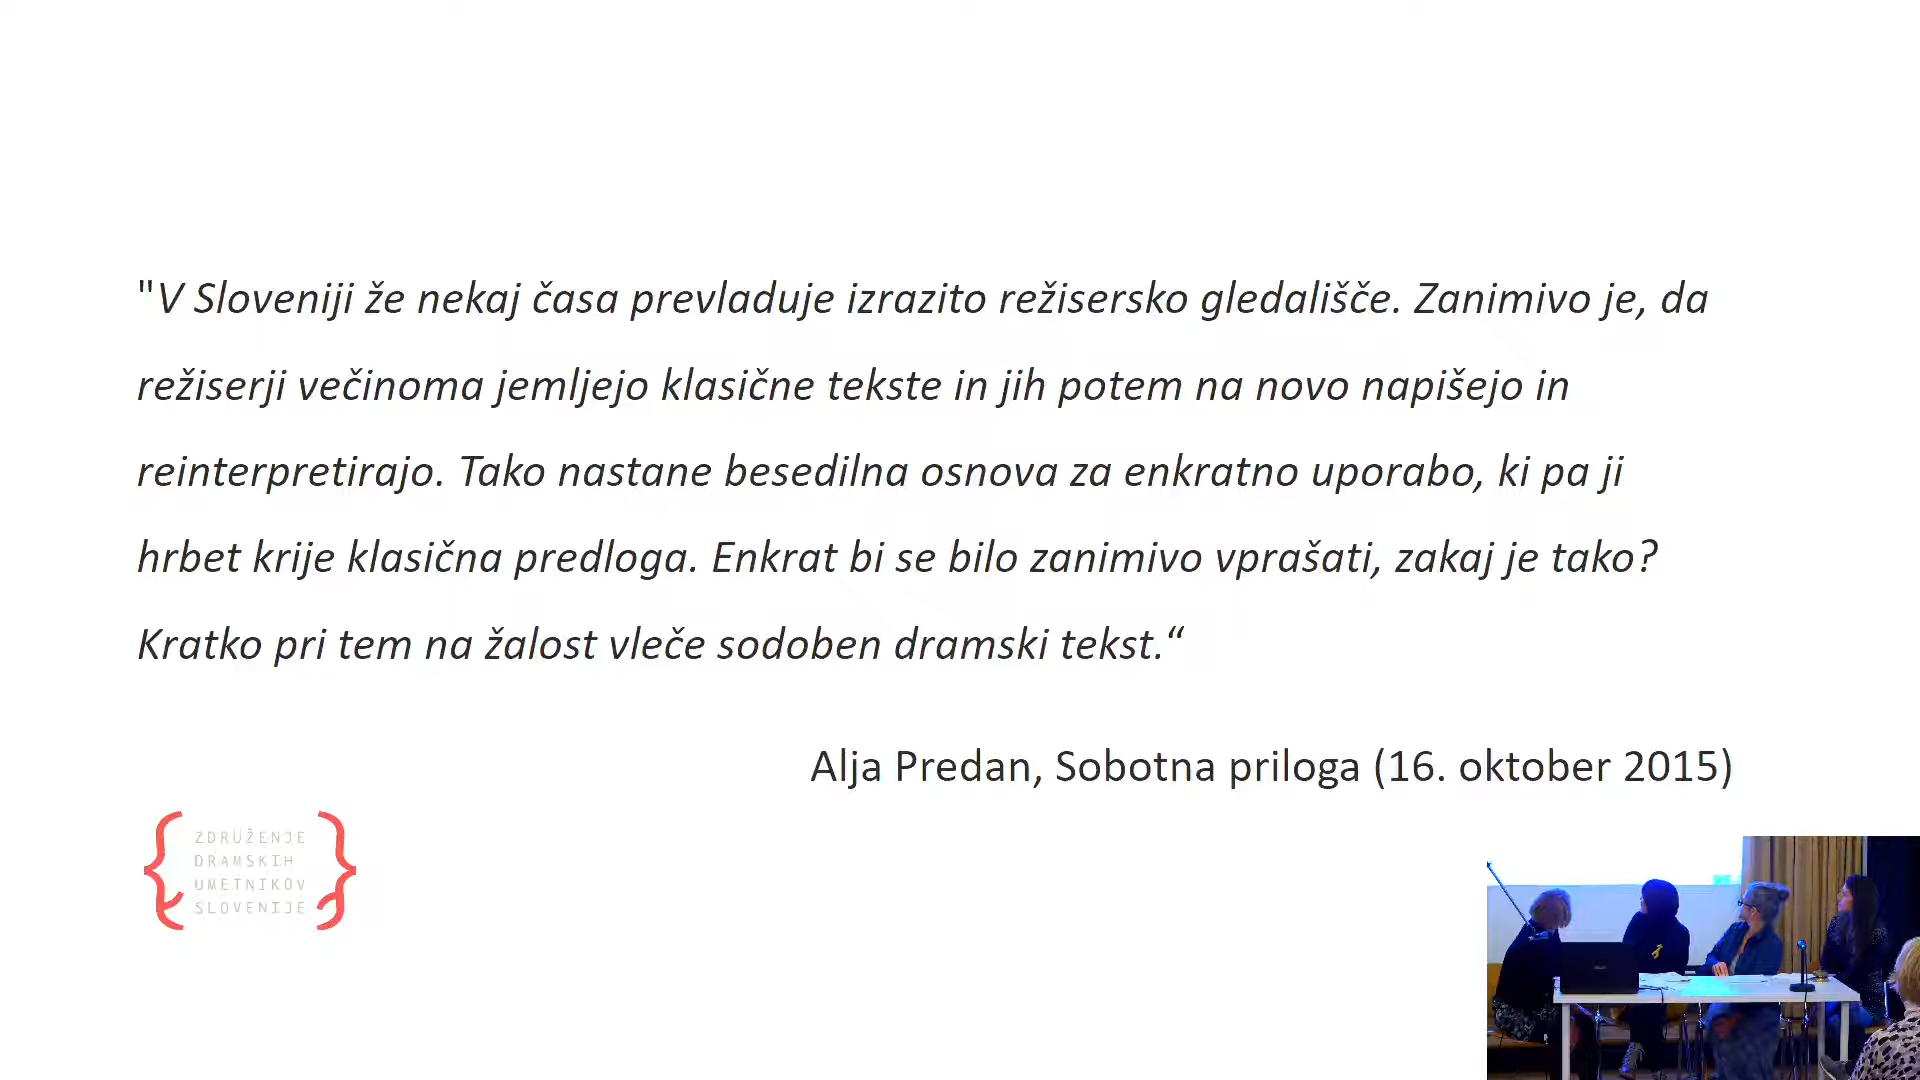 "V Sloveniji že nekaj časa prevladuje izrazito režisersko gledališče. Zanimivo je, da
režiserji večinoma jemljejo klasične tekste in jih potem na novo napišejo in
reinterpretirajo. Tako nastane besedilna osnova za enkratno uporabo, ki pa ji
hrbet krije klasična predloga. Enkrat bi se bilo zanimivo vprašati, zakaj je tako?
Kratko pri tem na žalost vleče sodoben dramski tekst.“
Alja Predan, Sobotna priloga (16. oktober 2015)
ZDRUŽENJE
DRAMSKIH
UMETNIKOV
SLOVENIJE